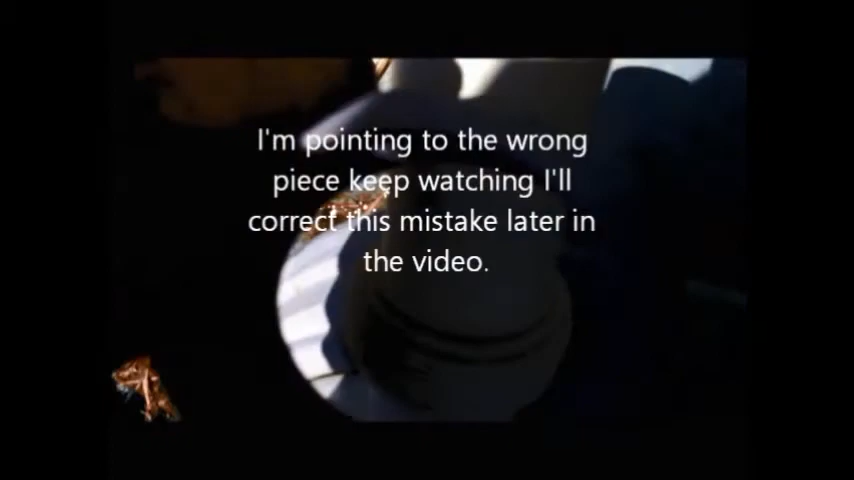 I'm pointing to the wrong
piece keep watching I'll
correct this mistake later in
the video.